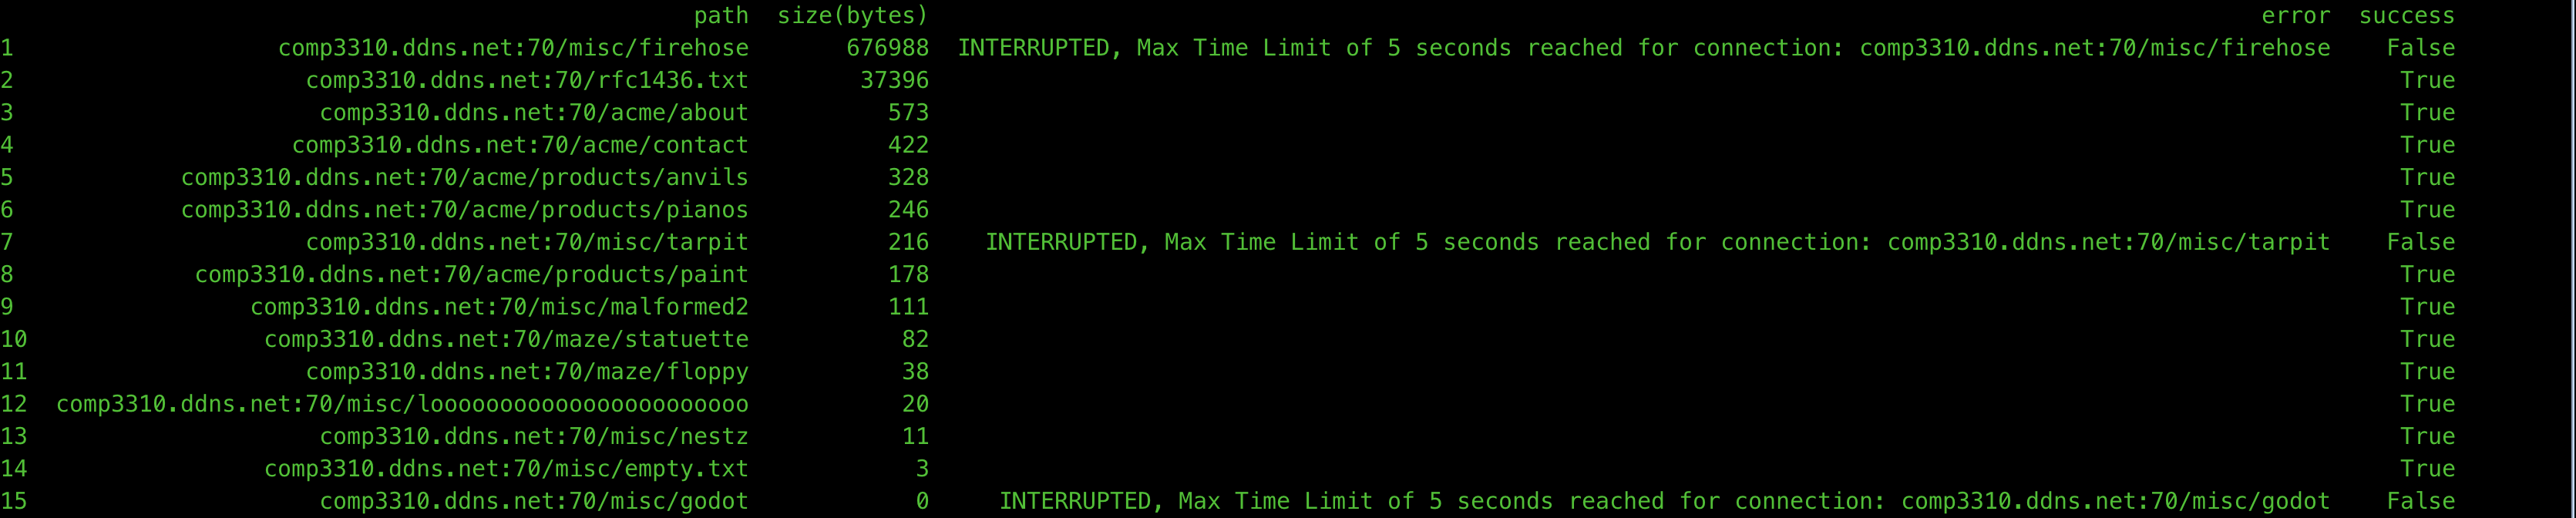 path size(bytes) error success
1 comp3310.ddns.net:70/misc/firehose 676988 INTERRUPTED, Max Time Limit of 5 seconds reached for connection: comp3310.ddns.net:70/misc/firehose False
2 comp3310.ddns.net:70/rfc1436.txt 37396 True
3 comp3310.ddns.net:70/acme/about 573 True
4 comp3310.ddns.net:70/acme/contact 422 True
5 comp3310.ddns.net:70/acme/products/anvils 328 True
6 comp3310.ddns.net:70/acme/products/pianos 246 True
7 comp3310.ddns.net:70/misc/tarpit 216 INTERRUPTED, Max Time Limit of 5 seconds reached for connection: comp3310.ddns.net:70/misc/tarpit False
8 comp3310.ddns.net:70/acme/products/paint 178 True
9 comp3310.ddns.net:70/misc/malformed2 111 True
10 comp3310.ddns.net:70/maze/statuette 82 True
11 comp3310.ddns.net:70/maze/floppy 38 True
12 comp3310.ddns.net:70/misc/looooooooooooooooooooooo 20 True
13 comp3310.ddns.net:70/misc/nestz 11 True
14 comp3310.ddns.net:70/misc/empty.txt 3 True
15 comp3310.ddns.net:70/misc/godot 0 INTERRUPTED, Max Time Limit of 5 seconds reached for connection: comp3310.ddns.net:70/misc/godot False